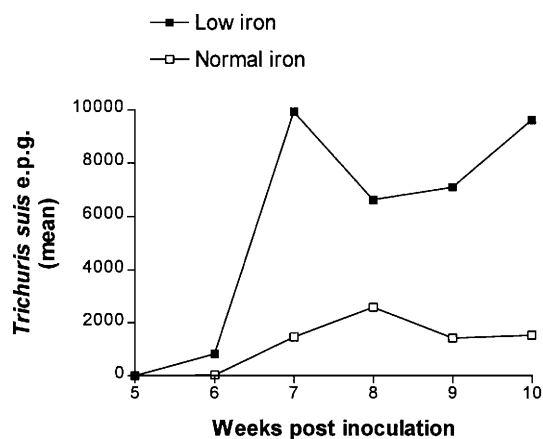 Low iron
Normal iron
Trichuris suis e.p.g.
(mean)
10000
8000
6000
4000
2000
0
5 6 7 8 9 10
Weeks post inoculation